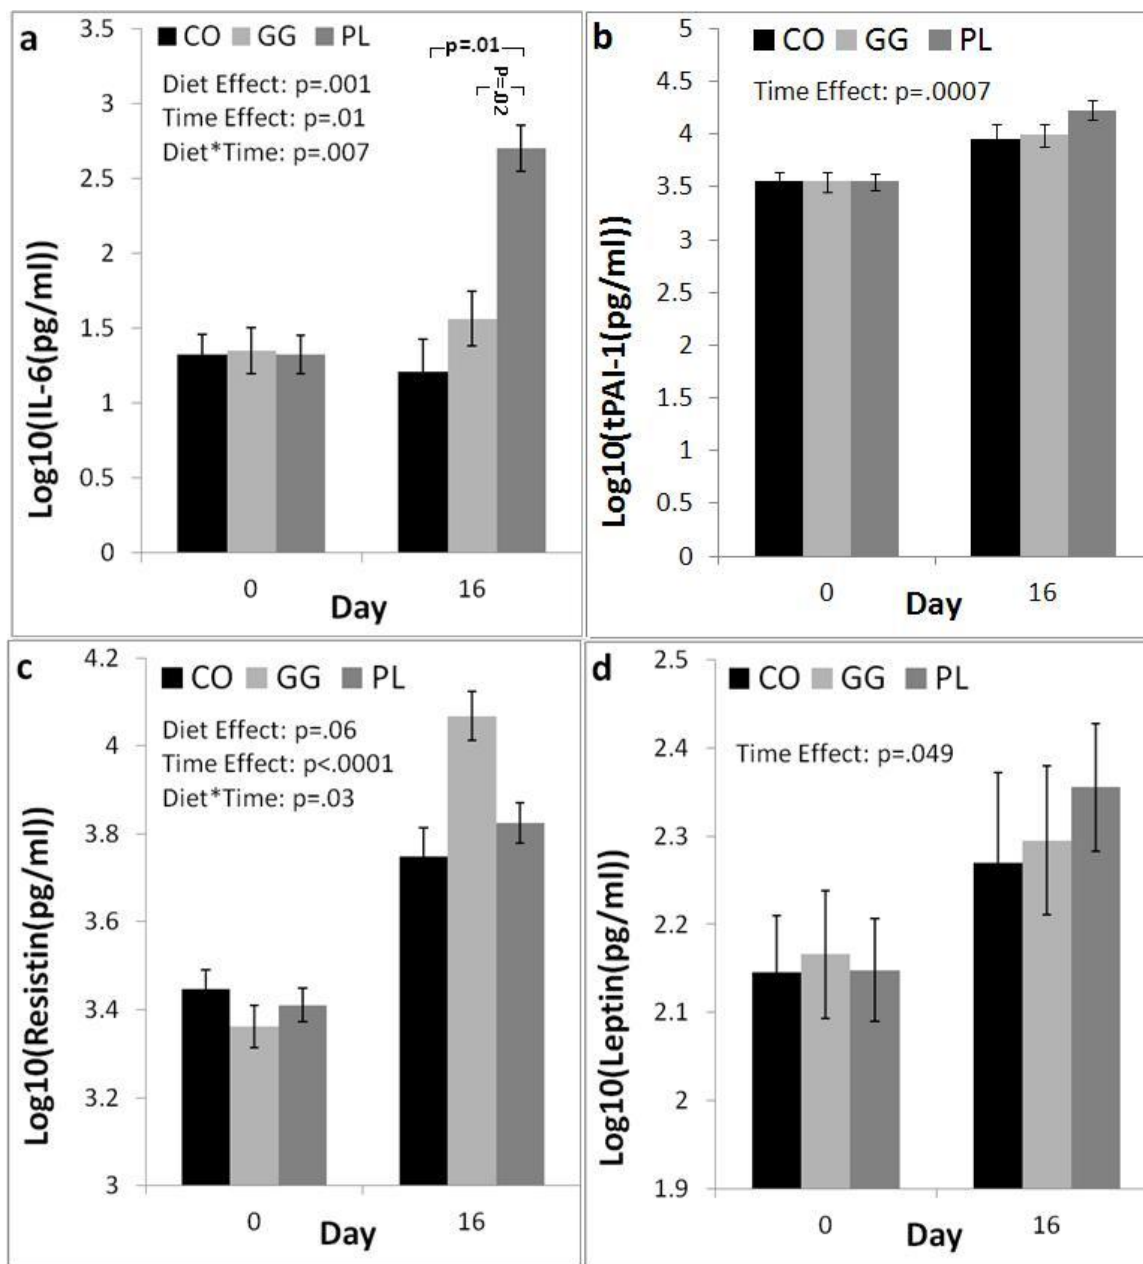 a
CO GG PL
Diet Effect: p=.001
Time Effect: p=.01
Diet*Time: p=.007
p=.01
p=.02
3.5
3
2.5
2
1.5
1
0.5
0
Log10(IL-6(pg/ml))
0 16
Day
b
CO GG PL
Time Effect: p=.0007
5
4.5
4
3.5
3
2.5
2
1.5
1
0.5
0
Log10(tPAI-1(pg/ml))
0 16
Day
c
CO GG PL
Diet Effect: p=.06
Time Effect: p<.0001
Diet*Time: p=.03
4.2
4
3.8
3.6
3.4
3.2
3
Log10(Resistin(pg/ml))
0 16
Day
d
CO GG PL
Time Effect: p=.049
2.5
2.4
2.3
2.2
2.1
2
1.9
Log10(Leptin(pg/ml))
0 16
Day